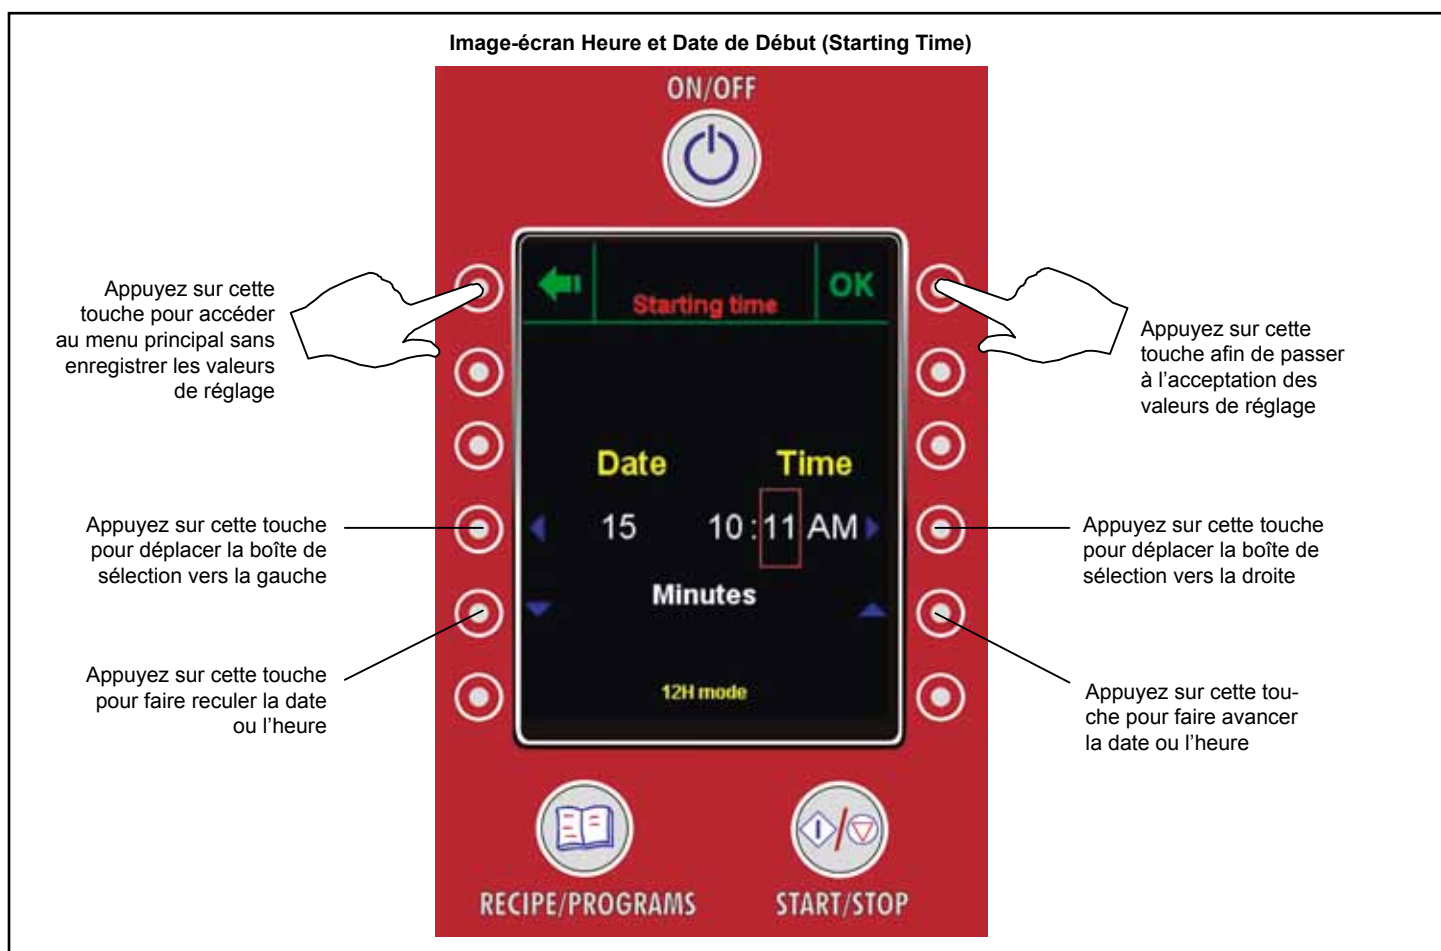 Image-écran Heure et Date de Début (Starting Time)
ON/OFF
OK
Starting time
Appuyez sur cette
touche pour accéder
au menu principal sans
enregistrer les valeurs
de réglage
Appuyez sur cette
touche afin de passer
à l'acceptation des
valeurs de réglage
Date Time
15 10:11 AM
Minutes
12H mode
Appuyez sur cette touche
pour déplacer la boîte de
sélection vers la gauche
Appuyez sur cette touche
pour déplacer la boîte de
sélection vers la droite
Appuyez sur cette touche
pour faire reculer la date
ou l'heure
Appuyez sur cette tou-
che pour faire avancer
la date ou l'heure
RECIPE/PROGRAMS
START/STOP